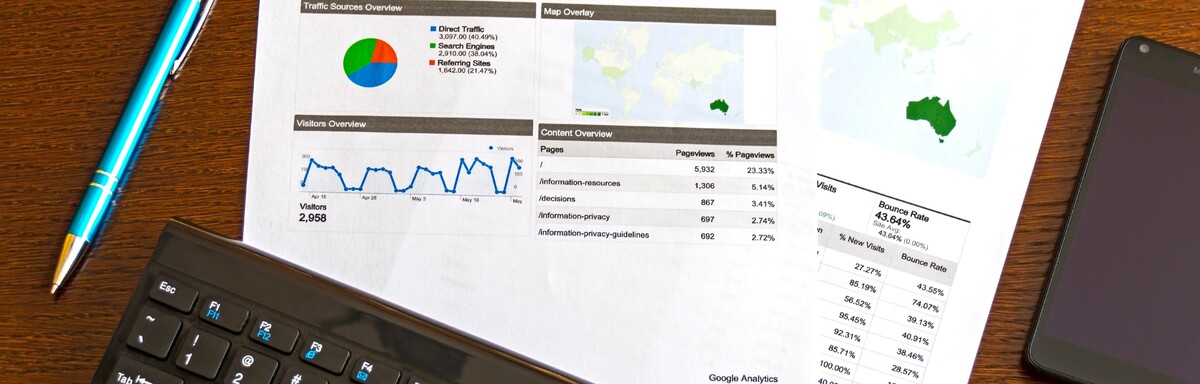 Traffic Sources Overview
Direct Traffic
3,097.00 (40.49%)
Search Engines
2,910.00 (38.04%)
Referring Sites
1,642.00 (21.47%)
Map Overlay
Visitors Overview
Visitors
Apr 26
May 3
May 10
May
Visitors
2,958
Content Overview
Pages Pageviews % Pageviews
/ 5,932 23.33%
/information-resources 1,306 5.14%
/decisions 867 3.41%
/information-privacy 697 2.74%
/information-privacy-guidelines 692 2.72%
Google Analytics
Visits
Bounce Rate
43.64%
Site Avg:
43.64% (0.00%)
% New Visits Bounce Rate
27.27% 43.55%
85.19% 74.07%
56.52% 39.13%
95.45% 40.91%
92.31% 38.46%
85.71% 28.57%
100.00%
Esc
F1
F11
F2
F12
F3
F4
~
!
1
@
2
#
Tab